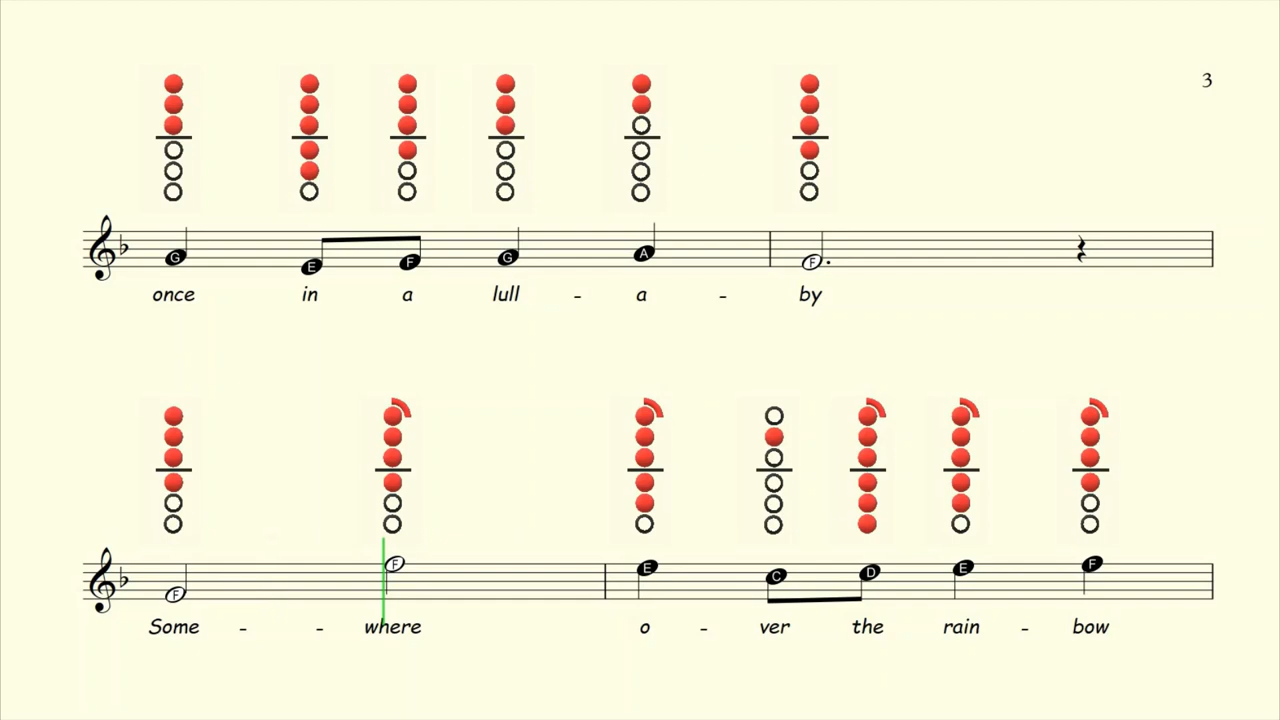 3
G E F G A F
once in a lull - a - by
F F E C D E F
Some - - where o - ver the rain - bow